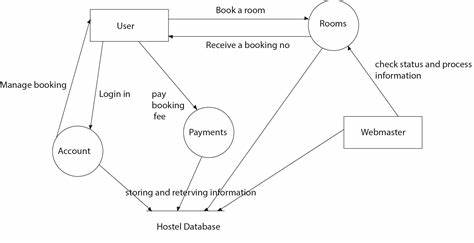 Book a room
User
Rooms
Receive a booking no
check status and process
information
Manage booking
Login in
pay
booking
fee
Payments
Webmaster
Account
storing and reterving information
Hostel Database